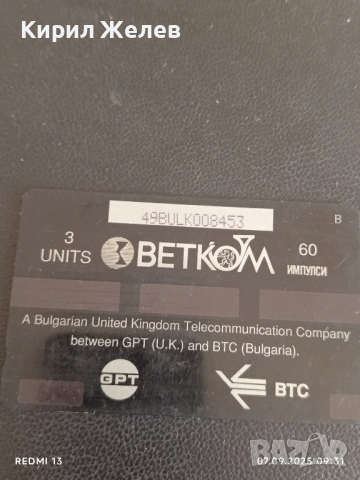 Кирил Желев
49BULK008453
B
3 UNITS
BETKOM
60 ИМПУЛСИ
A Bulgarian United Kingdom Telecommunication Company
between GPT (U.K.) and BTC (Bulgaria).
GPT
BTC
REDMI 13
07.09.2025 09:31
BAZAR